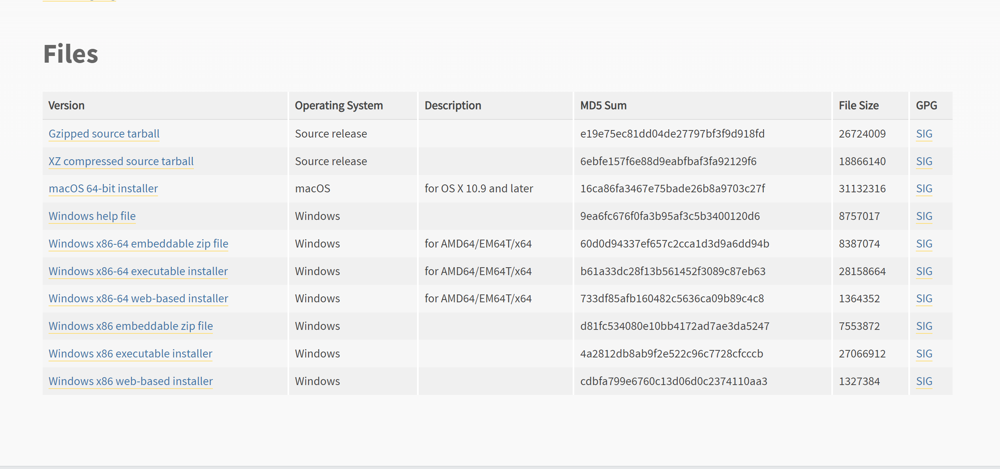 Files
Version Operating System Description MD5 Sum File Size GPG
Gzipped source tarball Source release e19e75ec81dd04de27797bf3f9d918fd 26724009 SIG
XZ compressed source tarball Source release 6ebfe157f6e88d9eabfbaf3fa92129f6 18866140 SIG
macOS 64-bit installer macOS for OS X 10.9 and later 16ca86fa3467e75bade26b8a9703c27f 31132316 SIG
Windows help file Windows 9ea6fc676f0fa3b95af3c5b3400120d6 8757017 SIG
Windows x86-64 embeddable zip file Windows for AMD64/EM64T/x64 60d0d94337ef657c2cca1d3d9a6dd94b 8387074 SIG
Windows x86-64 executable installer Windows for AMD64/EM64T/x64 b61a33dc28f13b561452f3089c87eb63 28158664 SIG
Windows x86-64 web-based installer Windows for AMD64/EM64T/x64 733df85afb160482c5636ca09b89c4c8 1364352 SIG
Windows x86 embeddable zip file Windows d81fc534080e10bb4172ad7ae3da5247 7553872 SIG
Windows x86 executable installer Windows 4a2812db8ab9f2e522c96c7728cfcccb 27066912 SIG
Windows x86 web-based installer Windows cdbfa799e6760c13d06d0c2374110aa3 1327384 SIG